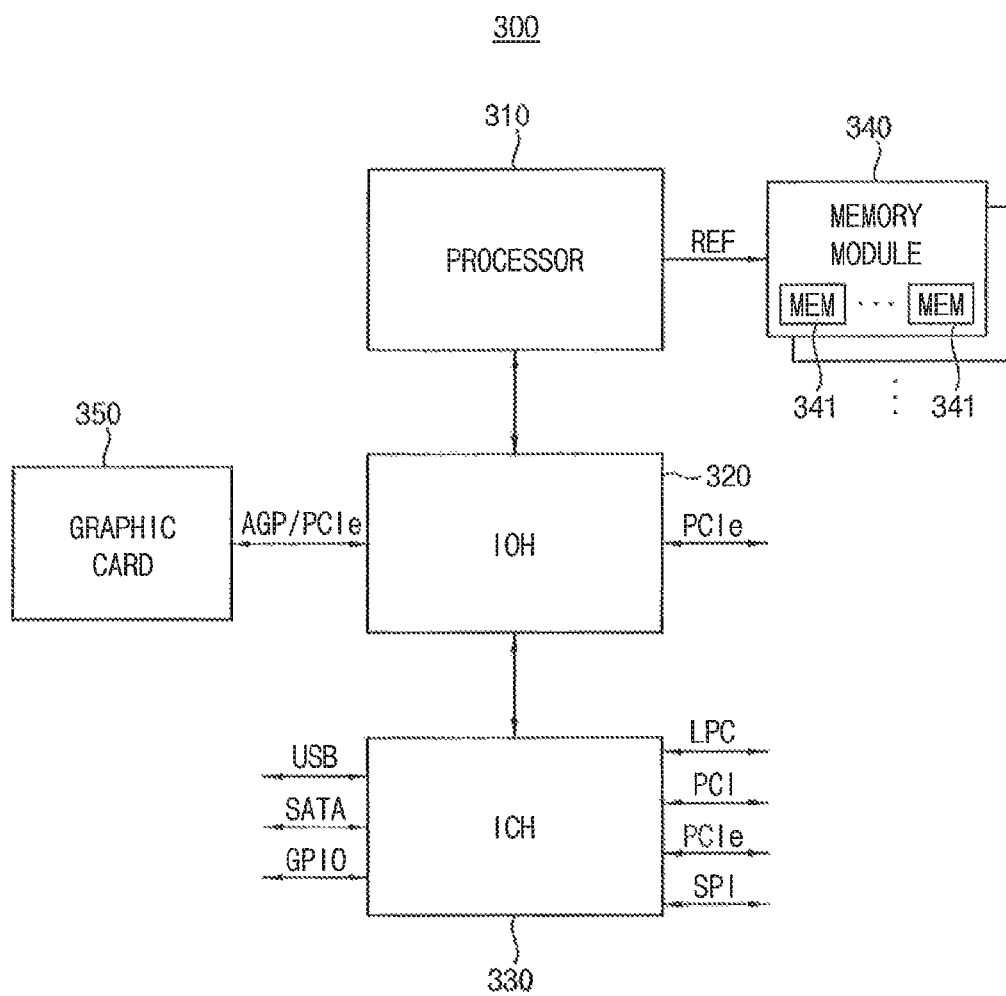 300
310
340
PROCESSOR
REF
MEMORY
MODULE
MEM ··· MEM
341
341
350
320
GRAPHIC
CARD
AGP/PCIe
IOH
PCIe
LPC
USB
PCI
SATA
ICH
PCIe
GPIO
SPI
330